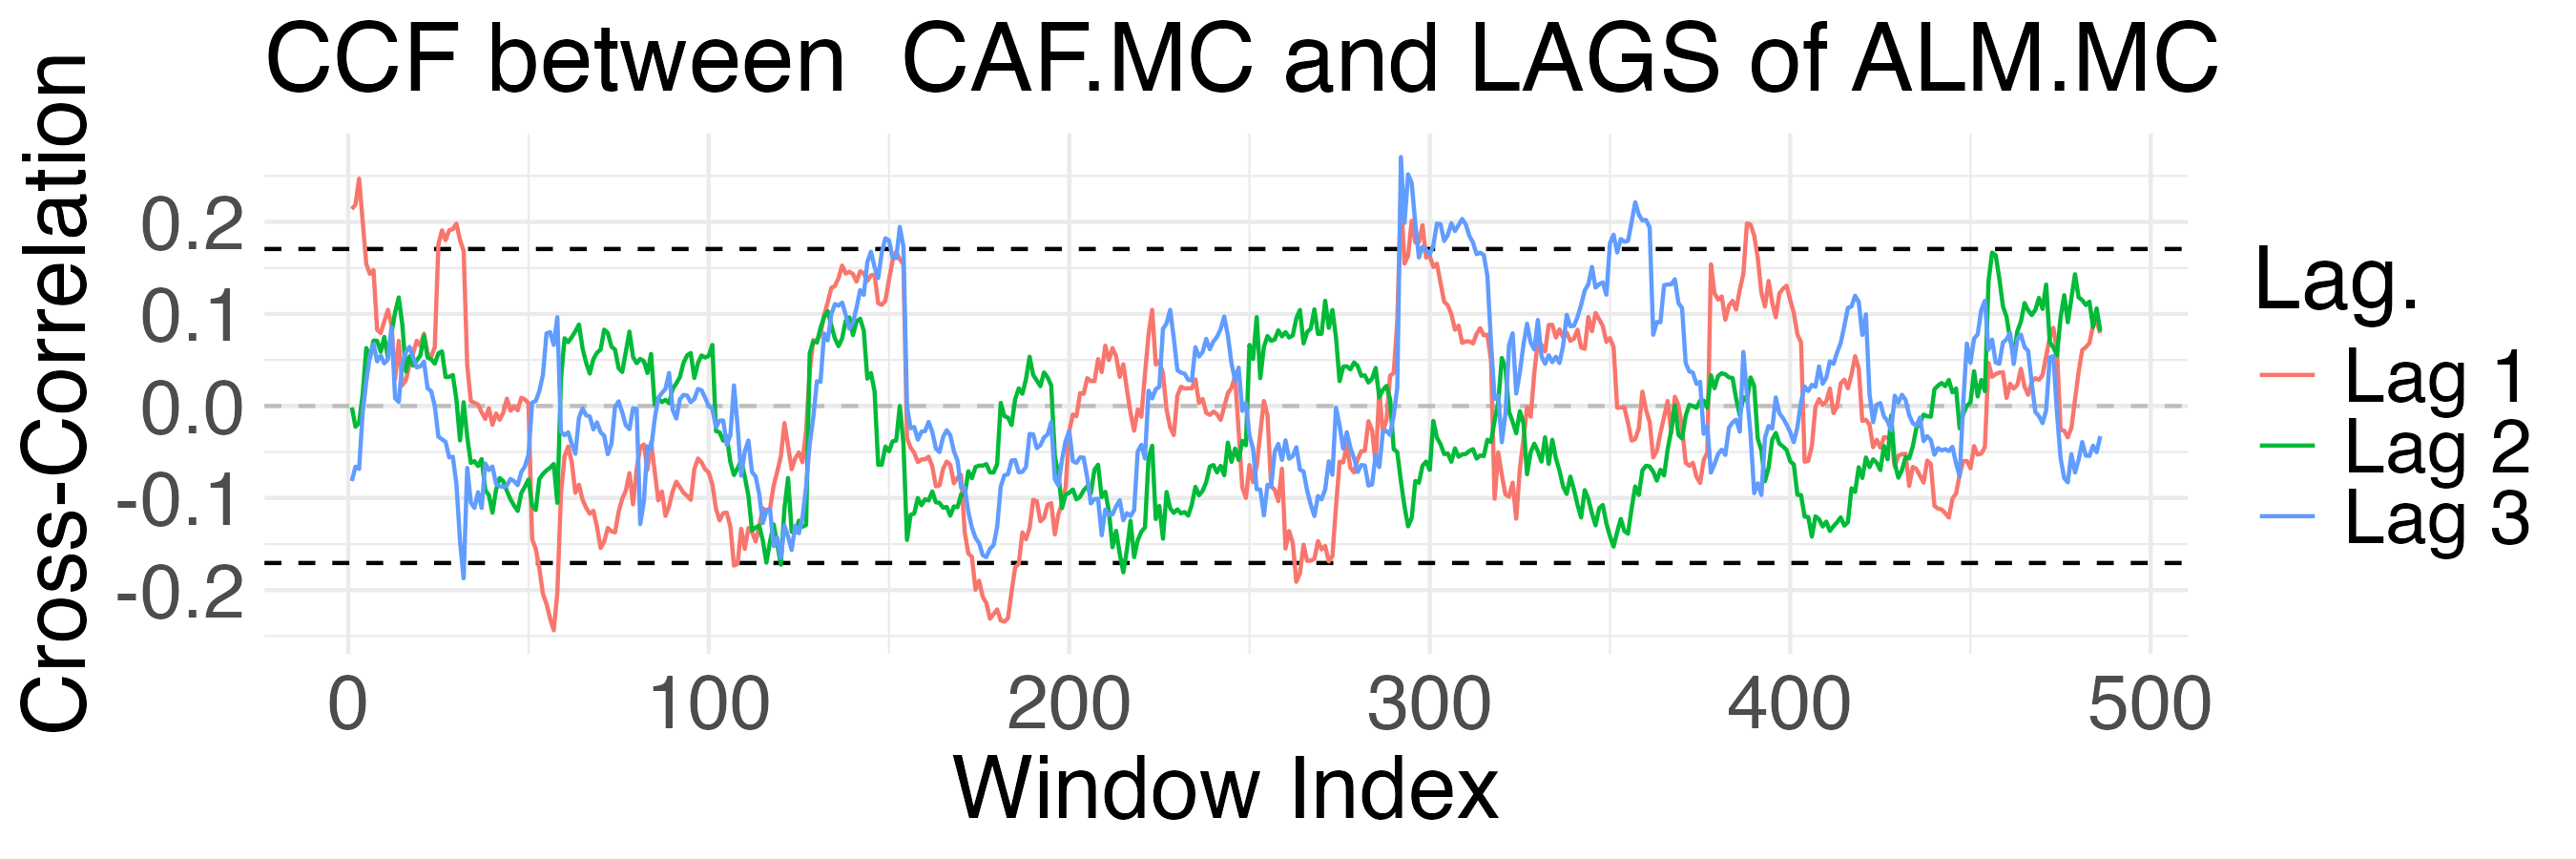 CCF between  CAF.MC and LAGS of ALM.MC
Cross-Correlation
0.2
0.1
0.0
-0.1
-0.2
0 100 200 300 400 500
Window Index
Lag.
Lag 1
Lag 2
Lag 3